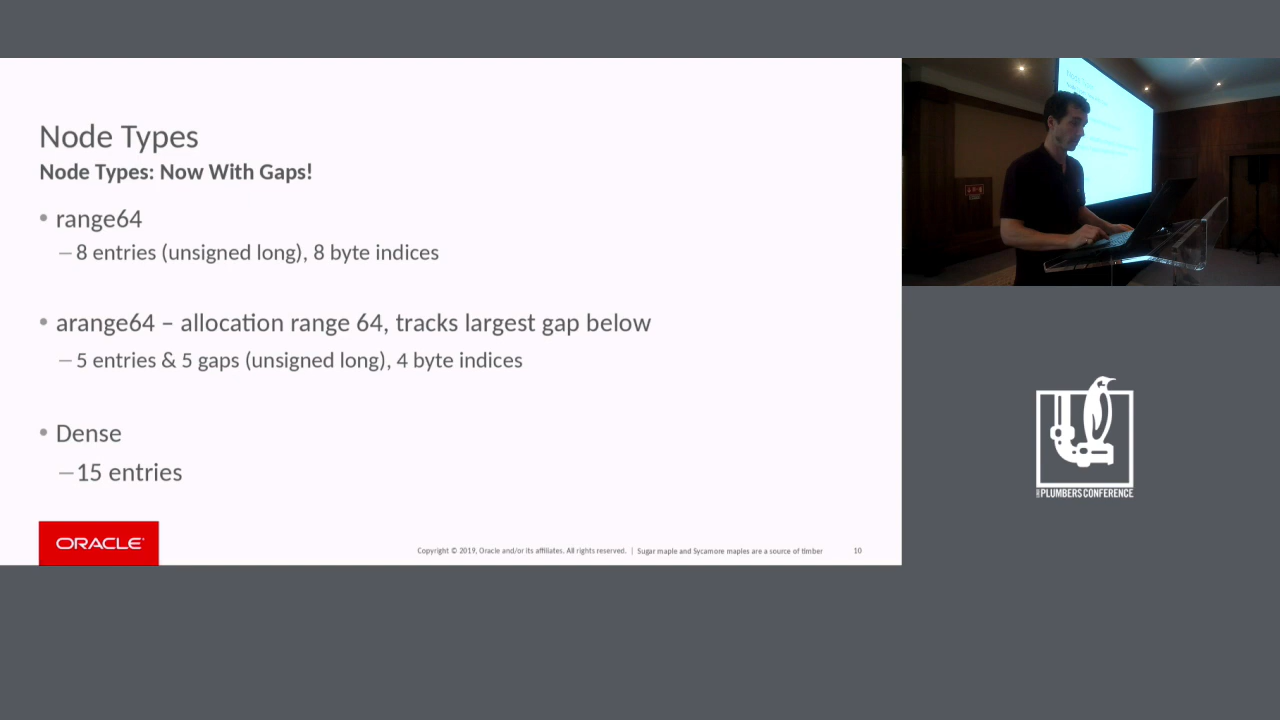 Node Types
Node Types: Now With Gaps!
• range64
– 8 entries (unsigned long), 8 byte indices
• arange64 – allocation range 64, tracks largest gap below
– 5 entries & 5 gaps (unsigned long), 4 byte indices
• Dense
– 15 entries
ORACLE
Copyright © 2019, Oracle and/or its affiliates. All rights reserved. | Sugar maple and Sycamore maples are a source of timber 10
PLUMBERS CONFERENCE